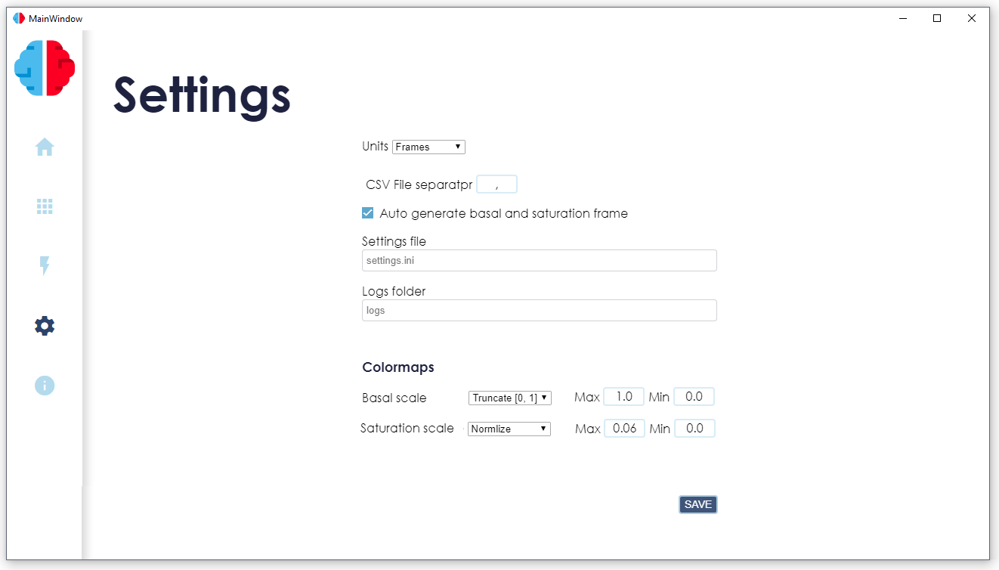 MainWindow
Settings
Units Frames
CSV File separatpr ,
Auto generate basal and saturation frame
Settings file
settings.ini
Logs folder
logs
Colormaps
Basal scale Truncate [0, 1] Max 1.0 Min 0.0
Saturation scale Normlize Max 0.06 Min 0.0
SAVE